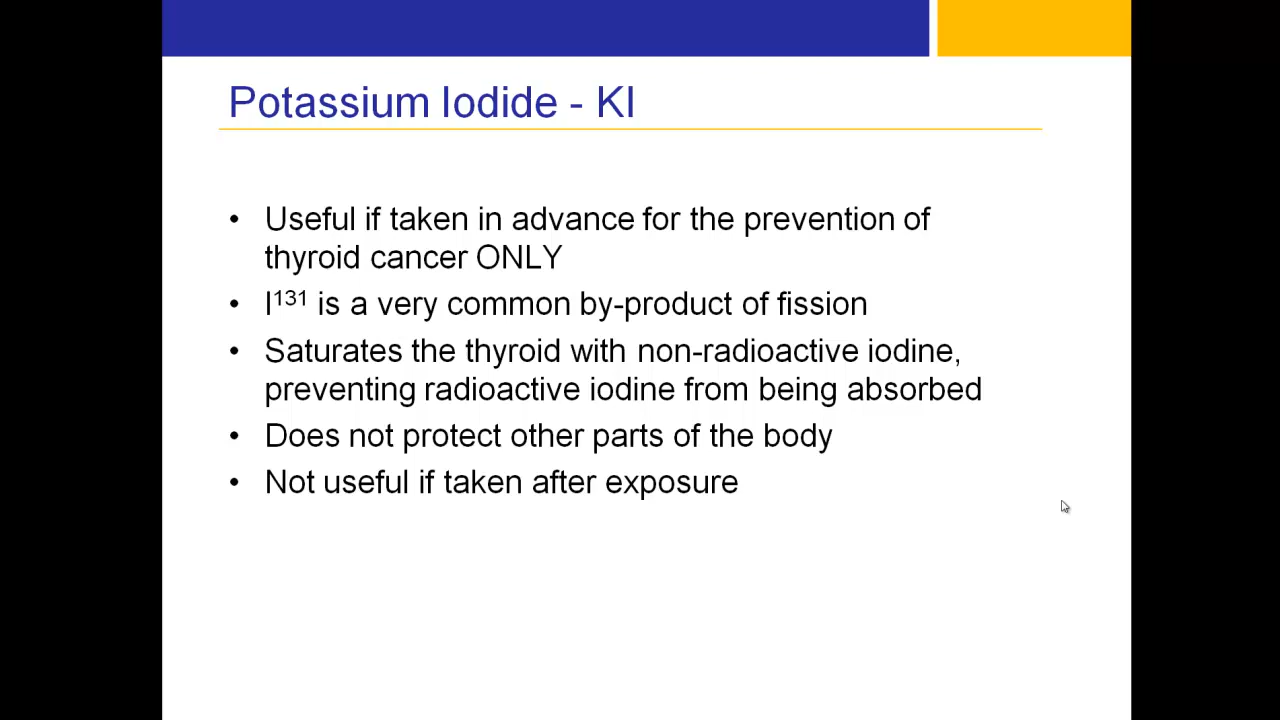 Potassium Iodide - KI
• Useful if taken in advance for the prevention of
thyroid cancer ONLY
• I¹³¹ is a very common by-product of fission
• Saturates the thyroid with non-radioactive iodine,
preventing radioactive iodine from being absorbed
• Does not protect other parts of the body
• Not useful if taken after exposure